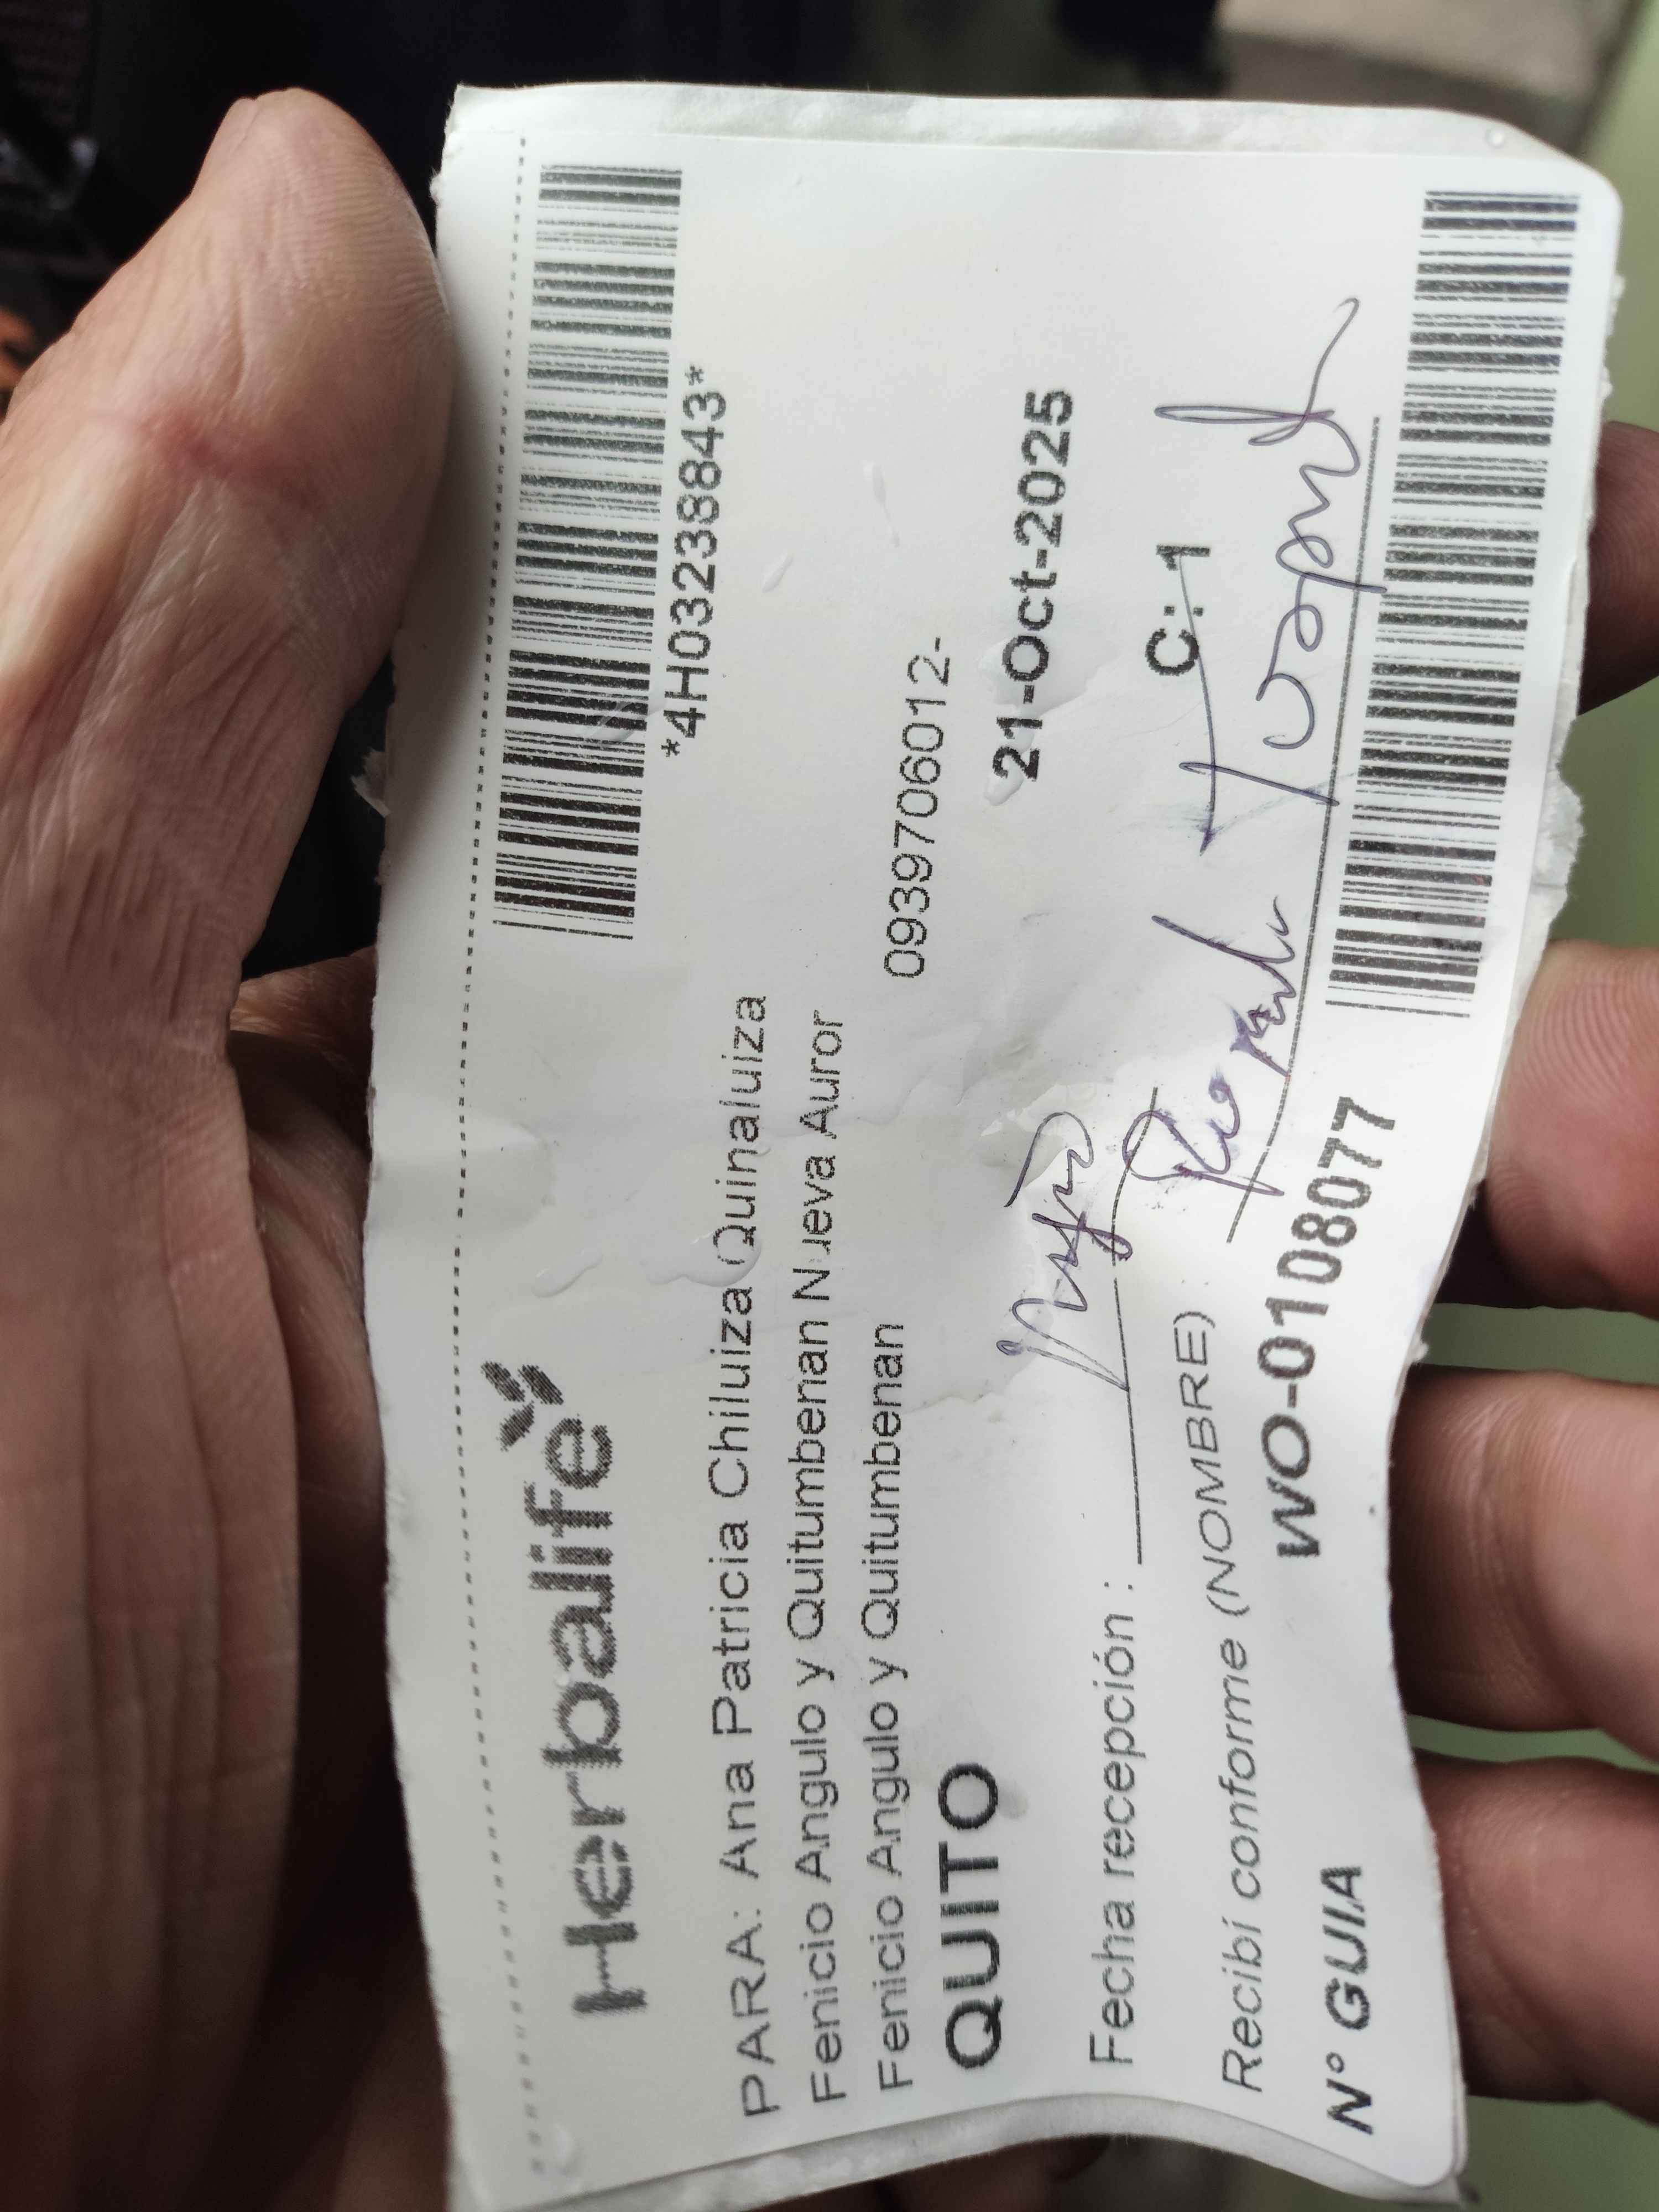 Herbalife
*4H03238843*
PARA: Ana Patricia Chiluiza Quinaluiza
Fenicio Angulo y Quitumbenan Nueva Auror
Fenicio Angulo y Quitumbenan 0939706012-
QUITO 21-Oct-2025
Fecha recepción : C: 1
Recibí conforme (NOMBRE)
N° GUIA WO-0108077